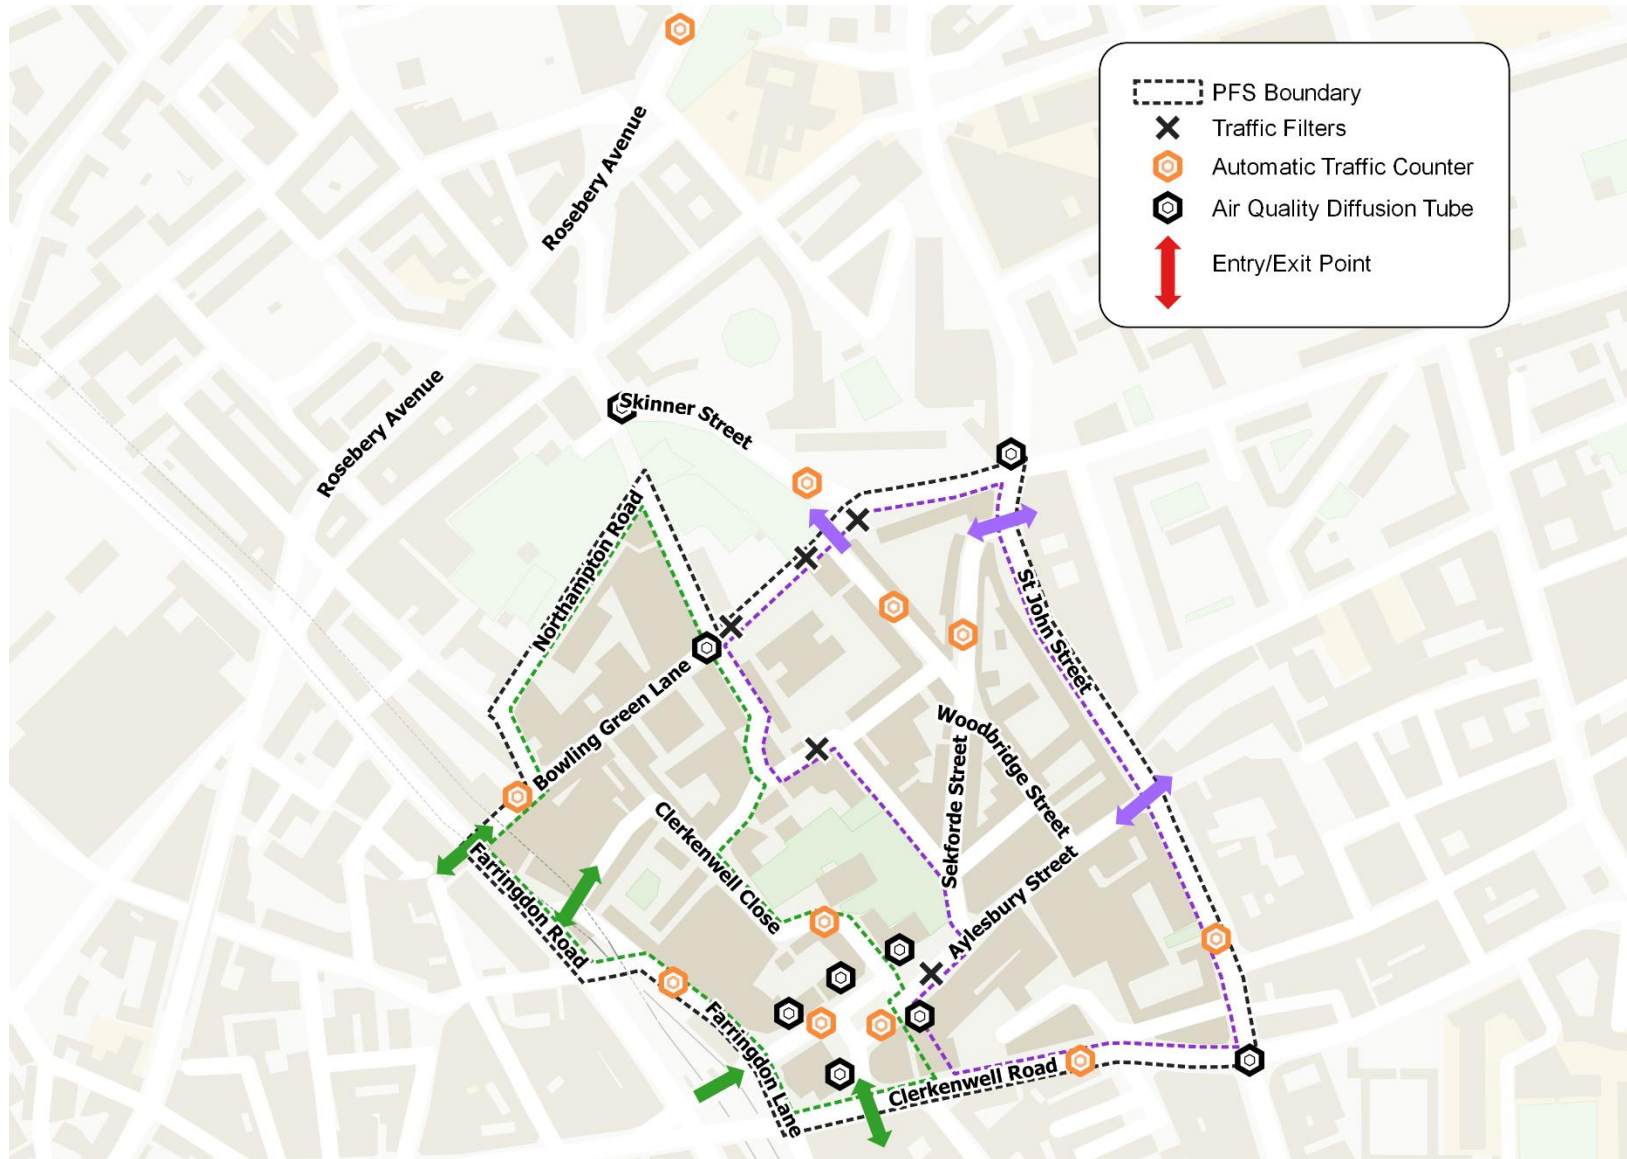 PFS Boundary
Traffic Filters
Automatic Traffic Counter
Air Quality Diffusion Tube
Entry/Exit Point
Rosebery Avenue
Rosebery Avenue
Skinner Street
Northampton Road
St John Street
Bowling Green Lane
Woodbridge Street
Sekforde Street
Clerkenwell Close
Farringdon Road
Aylesbury Street
Farringdon Lane
Clerkenwell Road